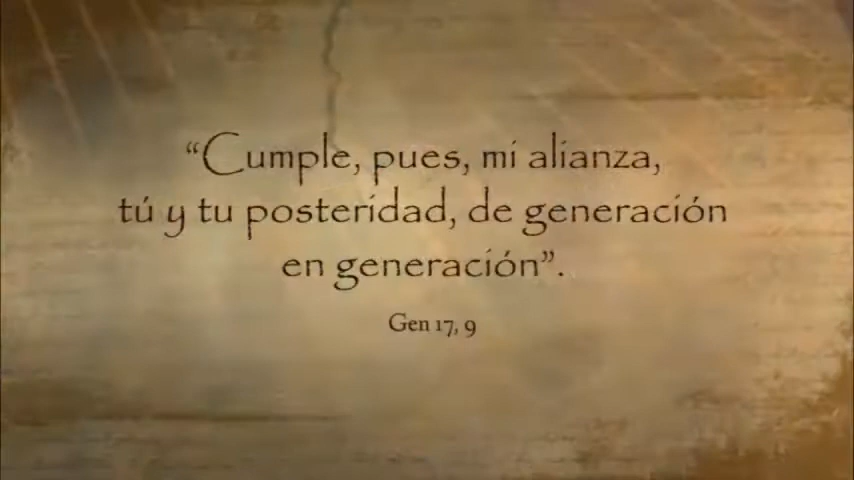 “Cumple, pues, mi alianza,
tú y tu posteridad, de generación
en generación”.
Gen 17, 9